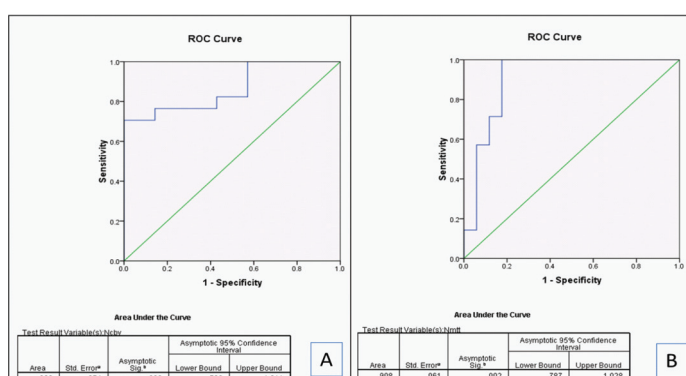 ROC Curve
1.0
0.8
0.6
0.4
0.2
0.0
Sensitivity
0.0 0.2 0.4 0.6 0.8 1.0
1 - Specificity
Area Under the Curve
Test Result Variable(s):Ncbv
Area Std. Errorª Asymptotic Sig.ᵇ Asymptotic 95% Confidence Interval
Lower Bound Upper Bound
A
ROC Curve
1.0
0.8
0.6
0.4
0.2
0.0
Sensitivity
0.0 0.2 0.4 0.6 0.8 1.0
1 - Specificity
Area Under the Curve
Test Result Variable(s):Nmtt
Area Std. Errorª Asymptotic Sig.ᵇ Asymptotic 95% Confidence Interval
Lower Bound Upper Bound
.908 .061 .002 .787 1.028
B